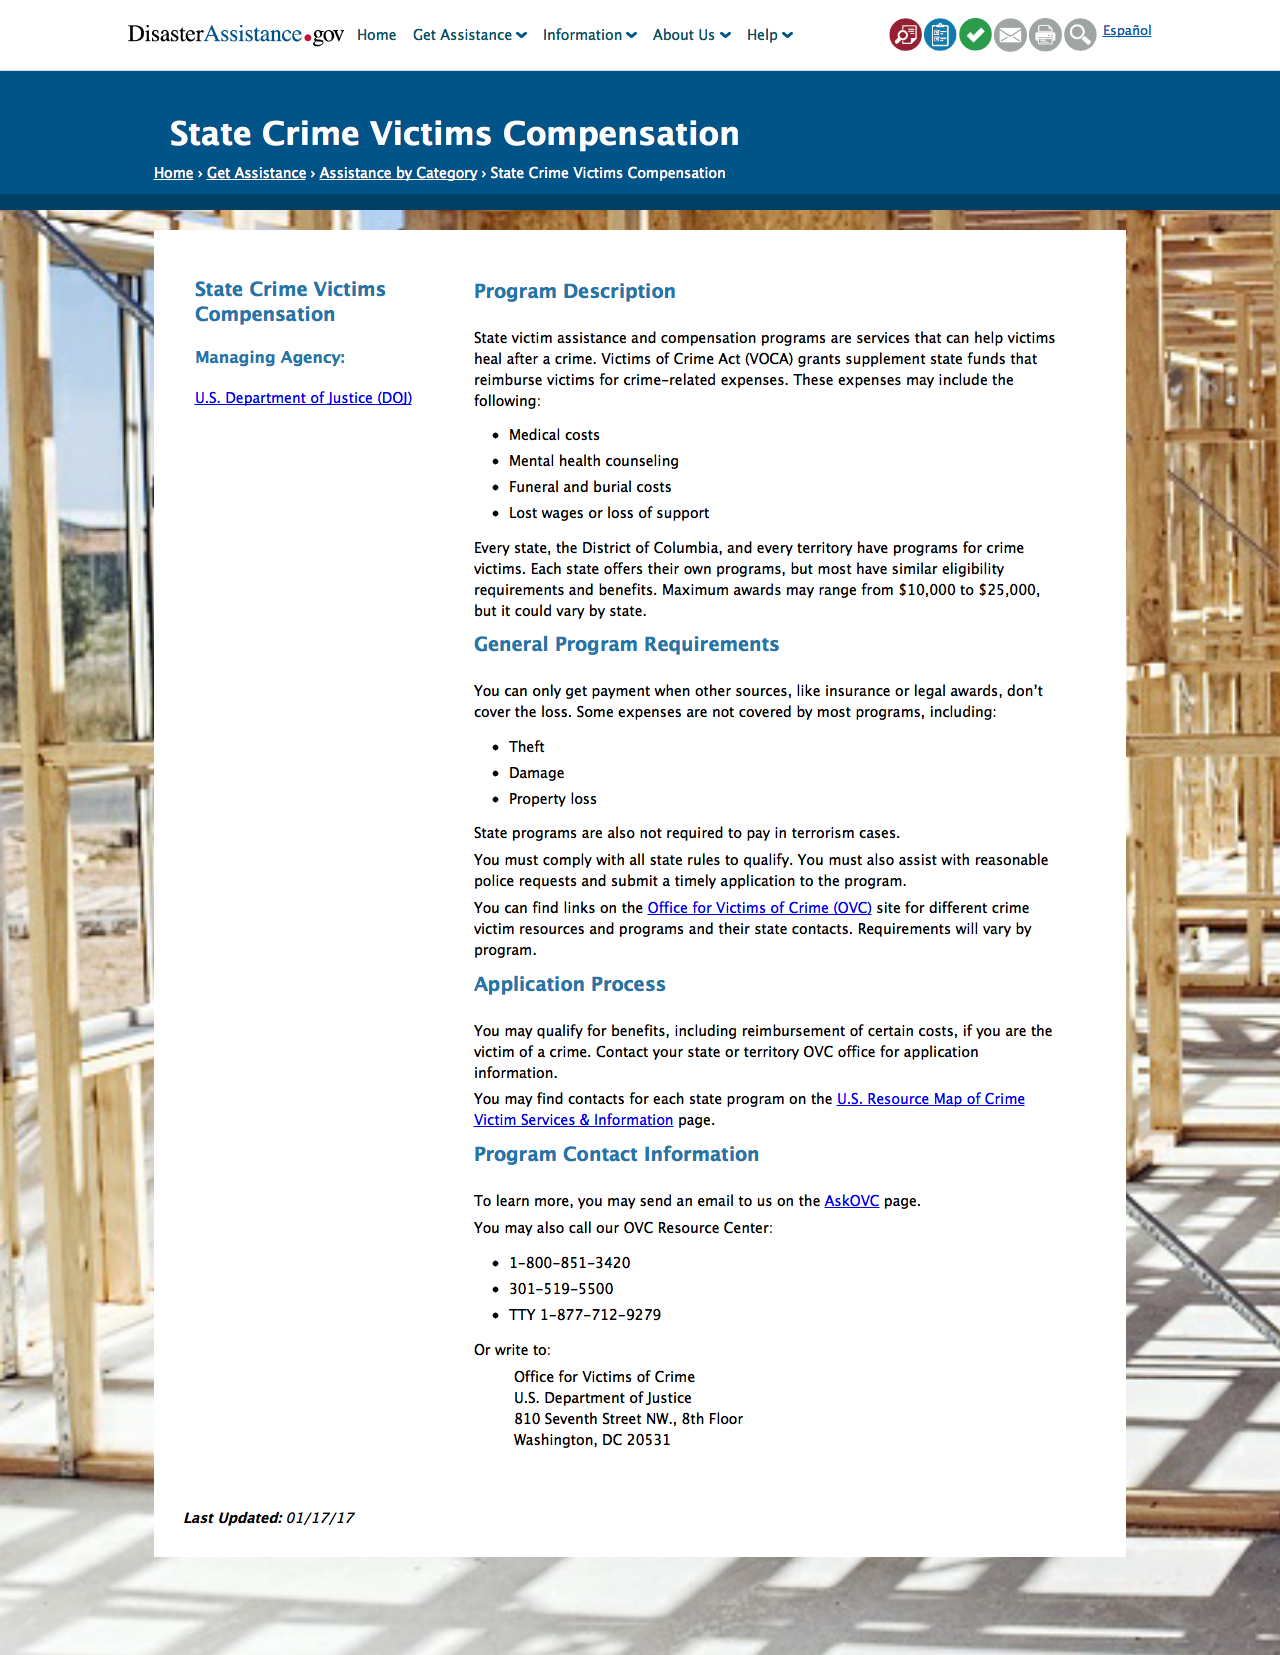 DisasterAssistance.gov Home Get Assistance Information About Us Help Español
State Crime Victims Compensation
Home › Get Assistance › Assistance by Category › State Crime Victims Compensation
State Crime Victims
Compensation
Managing Agency:
U.S. Department of Justice (DOJ)
Program Description
State victim assistance and compensation programs are services that can help victims
heal after a crime. Victims of Crime Act (VOCA) grants supplement state funds that
reimburse victims for crime-related expenses. These expenses may include the
following:
• Medical costs
• Mental health counseling
• Funeral and burial costs
• Lost wages or loss of support
Every state, the District of Columbia, and every territory have programs for crime
victims. Each state offers their own programs, but most have similar eligibility
requirements and benefits. Maximum awards may range from $10,000 to $25,000,
but it could vary by state.
General Program Requirements
You can only get payment when other sources, like insurance or legal awards, don't
cover the loss. Some expenses are not covered by most programs, including:
• Theft
• Damage
• Property loss
State programs are also not required to pay in terrorism cases.
You must comply with all state rules to qualify. You must also assist with reasonable
police requests and submit a timely application to the program.
You can find links on the Office for Victims of Crime (OVC) site for different crime
victim resources and programs and their state contacts. Requirements will vary by
program.
Application Process
You may qualify for benefits, including reimbursement of certain costs, if you are the
victim of a crime. Contact your state or territory OVC office for application
information.
You may find contacts for each state program on the U.S. Resource Map of Crime
Victim Services & Information page.
Program Contact Information
To learn more, you may send an email to us on the AskOVC page.
You may also call our OVC Resource Center:
• 1-800-851-3420
• 301-519-5500
• TTY 1-877-712-9279
Or write to:
Office for Victims of Crime
U.S. Department of Justice
810 Seventh Street NW., 8th Floor
Washington, DC 20531
Last Updated: 01/17/17